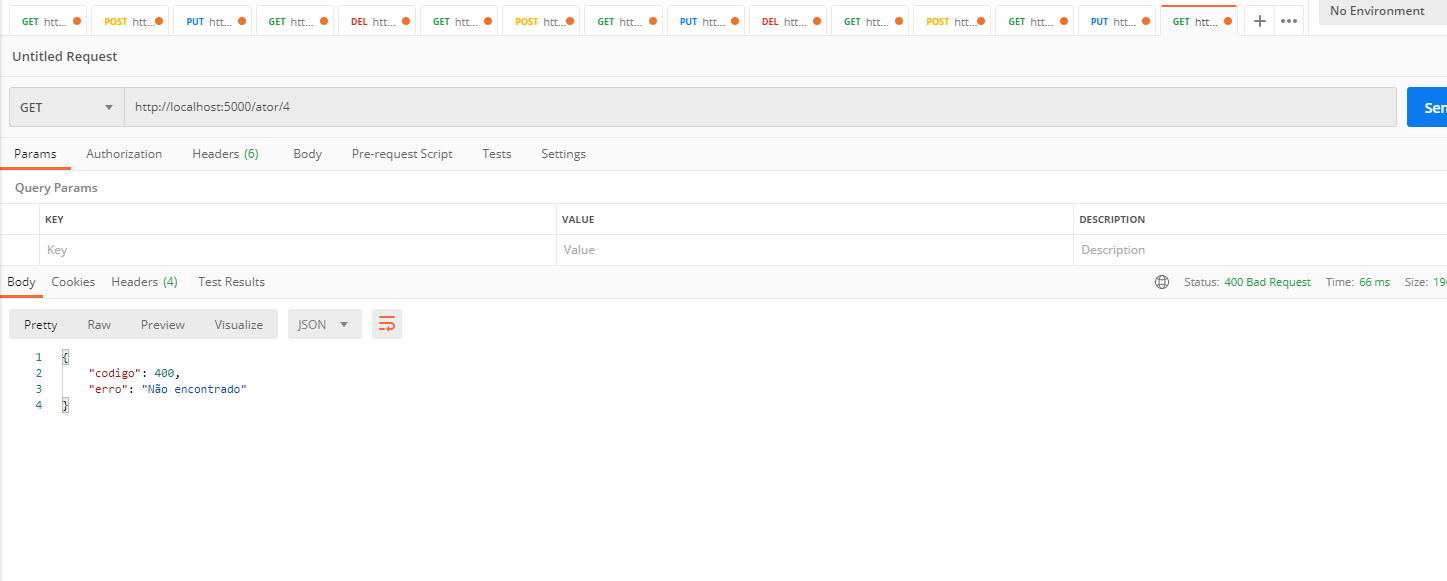 GET htt... POST htt... PUT htt... GET htt... DEL htt... GET htt... POST htt... GET htt... PUT htt... DEL htt... GET htt... POST htt... GET htt... PUT htt... GET htt... + ••• No Environment
Untitled Request
GET http://localhost:5000/ator/4 Sen
Params Authorization Headers (6) Body Pre-request Script Tests Settings
Query Params
KEY VALUE DESCRIPTION
Key Value Description
Body Cookies Headers (4) Test Results Status: 400 Bad Request Time: 66 ms Size: 19
Pretty Raw Preview Visualize JSON
1 {
2 "codigo": 400,
3 "erro": "Não encontrado"
4 }